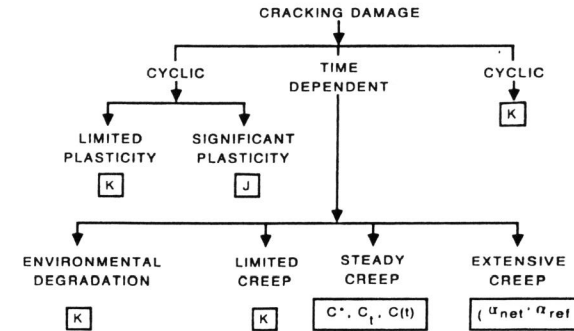 CRACKING DAMAGE
CYCLIC
TIME
DEPENDENT
CYCLIC
K
LIMITED
PLASTICITY
K
SIGNIFICANT
PLASTICITY
J
ENVIRONMENTAL
DEGRADATION
K
LIMITED
CREEP
K
STEADY
CREEP
C*, Ct, C(t)
EXTENSIVE
CREEP
( αnet, αref